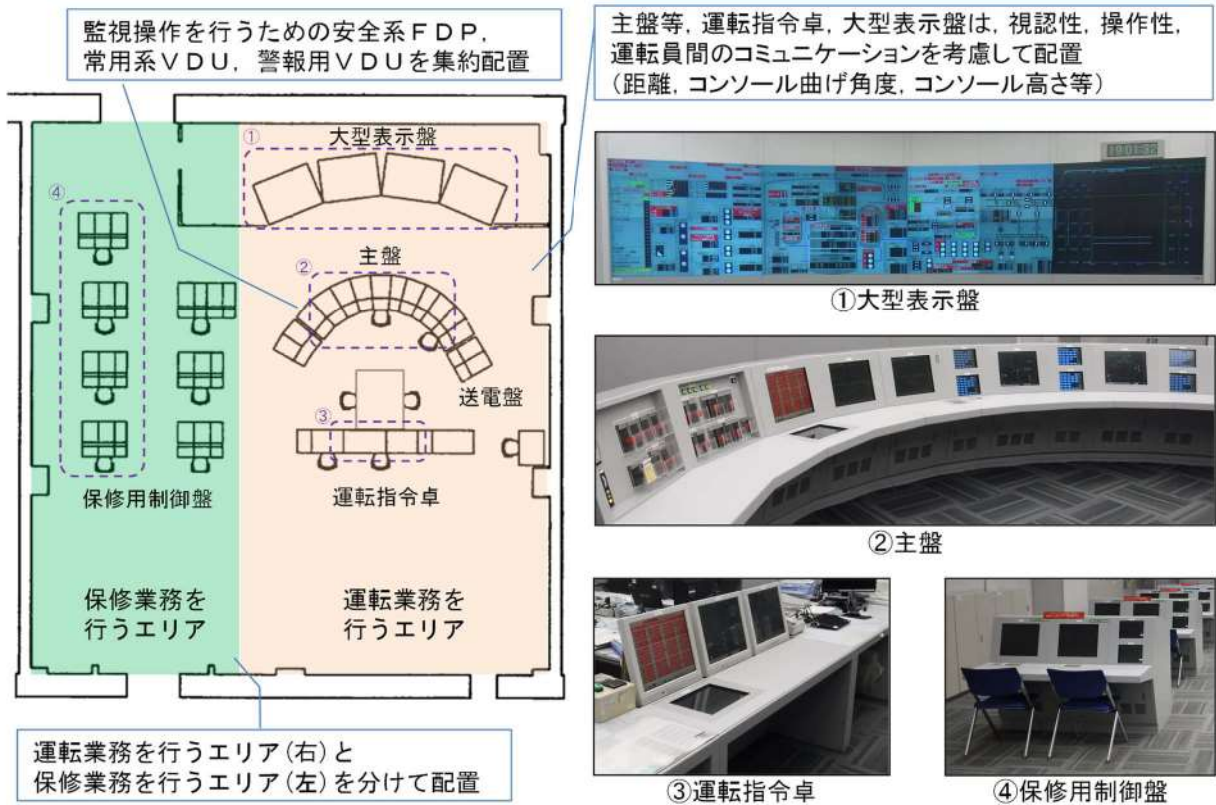 監視操作を行うための安全系FDP，
常用系VDU，警報用VDUを集約配置
主盤等，運転指令卓，大型表示盤は，視認性，操作性，
運転員間のコミュニケーションを考慮して配置
（距離，コンソール曲げ角度，コンソール高さ等）
①
大型表示盤
④
②
主盤
送電盤
③
保修用制御盤
運転指令卓
保修業務を
行うエリア
運転業務を
行うエリア
運転業務を行うエリア（右）と
保修業務を行うエリア（左）を分けて配置
①大型表示盤
②主盤
③運転指令卓
④保修用制御盤